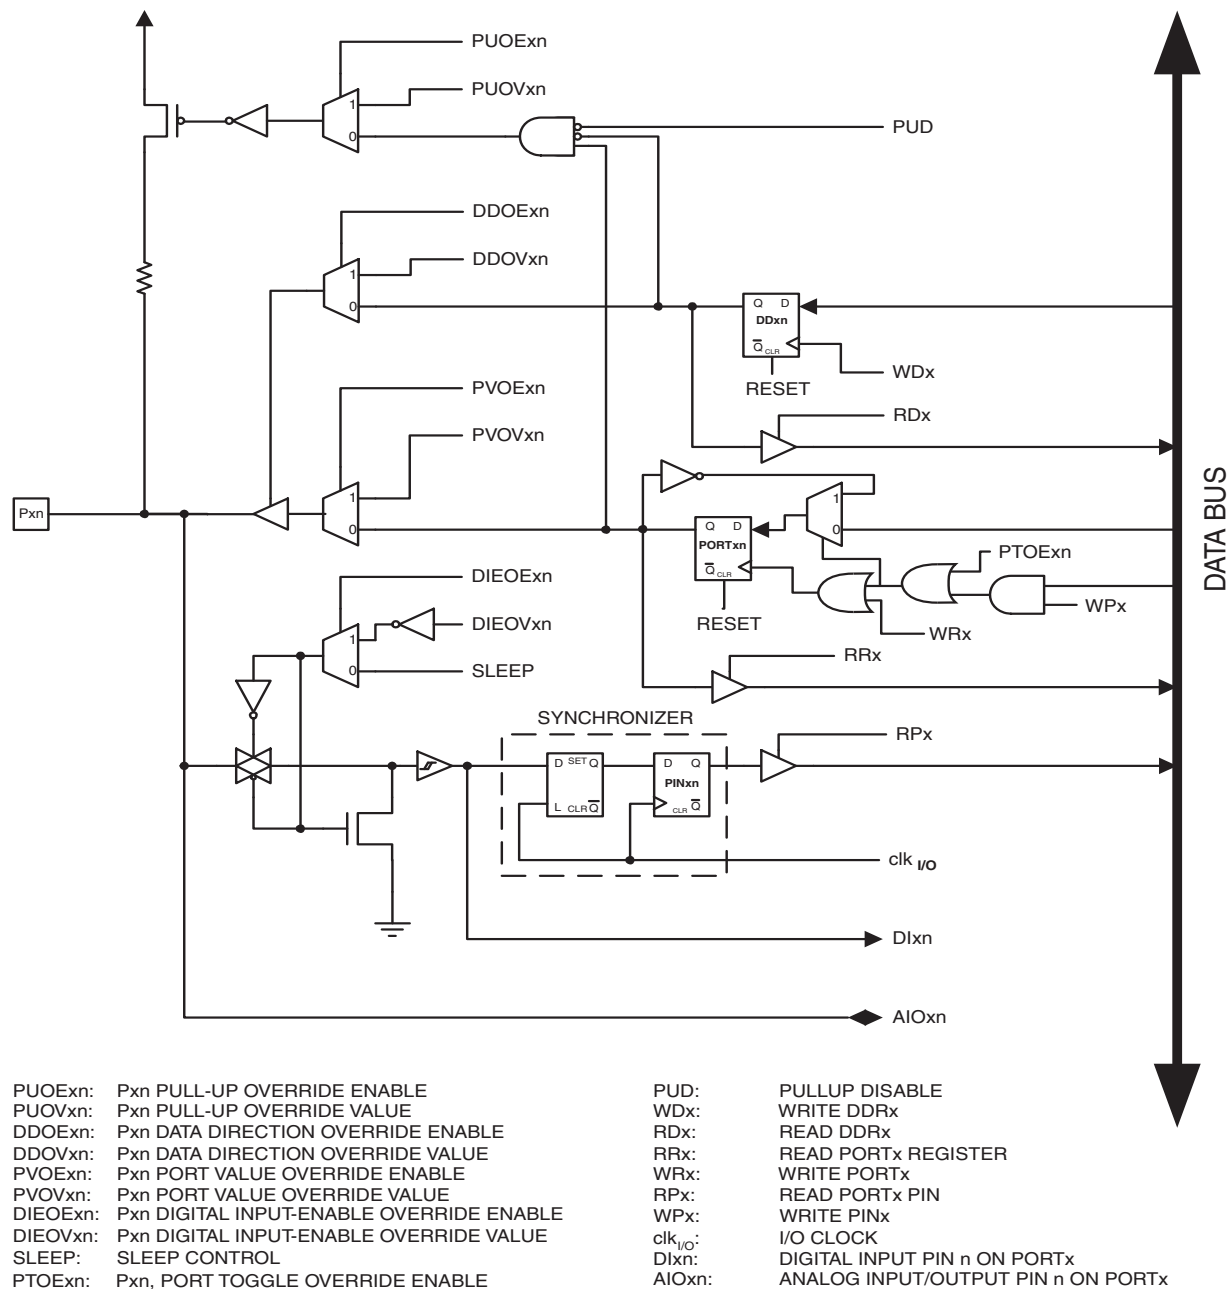 PUOExn
PUOVxn
1
0
PUD
DDOExn
DDOVxn
1
0
Q D
DDxn
Q CLR
WDx
RESET
PVOExn
RDx
PVOVxn
DATA BUS
Pxn
1
0
1
0
Q D
PORTxn
Q CLR
PTOExn
DIEOExn
WPx
RESET
WRx
DIEOVxn
1
0
SLEEP
RRx
SYNCHRONIZER
RPx
D SET Q
L CLR Q
D Q
PINxn
CLR Q
clk I/O
DIxn
AIOxn
PUOExn: Pxn PULL-UP OVERRIDE ENABLE
PUOVxn: Pxn PULL-UP OVERRIDE VALUE
DDOExn: Pxn DATA DIRECTION OVERRIDE ENABLE
DDOVxn: Pxn DATA DIRECTION OVERRIDE VALUE
PVOExn: Pxn PORT VALUE OVERRIDE ENABLE
PVOVxn: Pxn PORT VALUE OVERRIDE VALUE
DIEOExn: Pxn DIGITAL INPUT-ENABLE OVERRIDE ENABLE
DIEOVxn: Pxn DIGITAL INPUT-ENABLE OVERRIDE VALUE
SLEEP: SLEEP CONTROL
PTOExn: Pxn, PORT TOGGLE OVERRIDE ENABLE
PUD: PULLUP DISABLE
WDx: WRITE DDRx
RDx: READ DDRx
RRx: READ PORTx REGISTER
WRx: WRITE PORTx
RPx: READ PORTx PIN
WPx: WRITE PINx
clkI/O: I/O CLOCK
DIxn: DIGITAL INPUT PIN n ON PORTx
AIOxn: ANALOG INPUT/OUTPUT PIN n ON PORTx